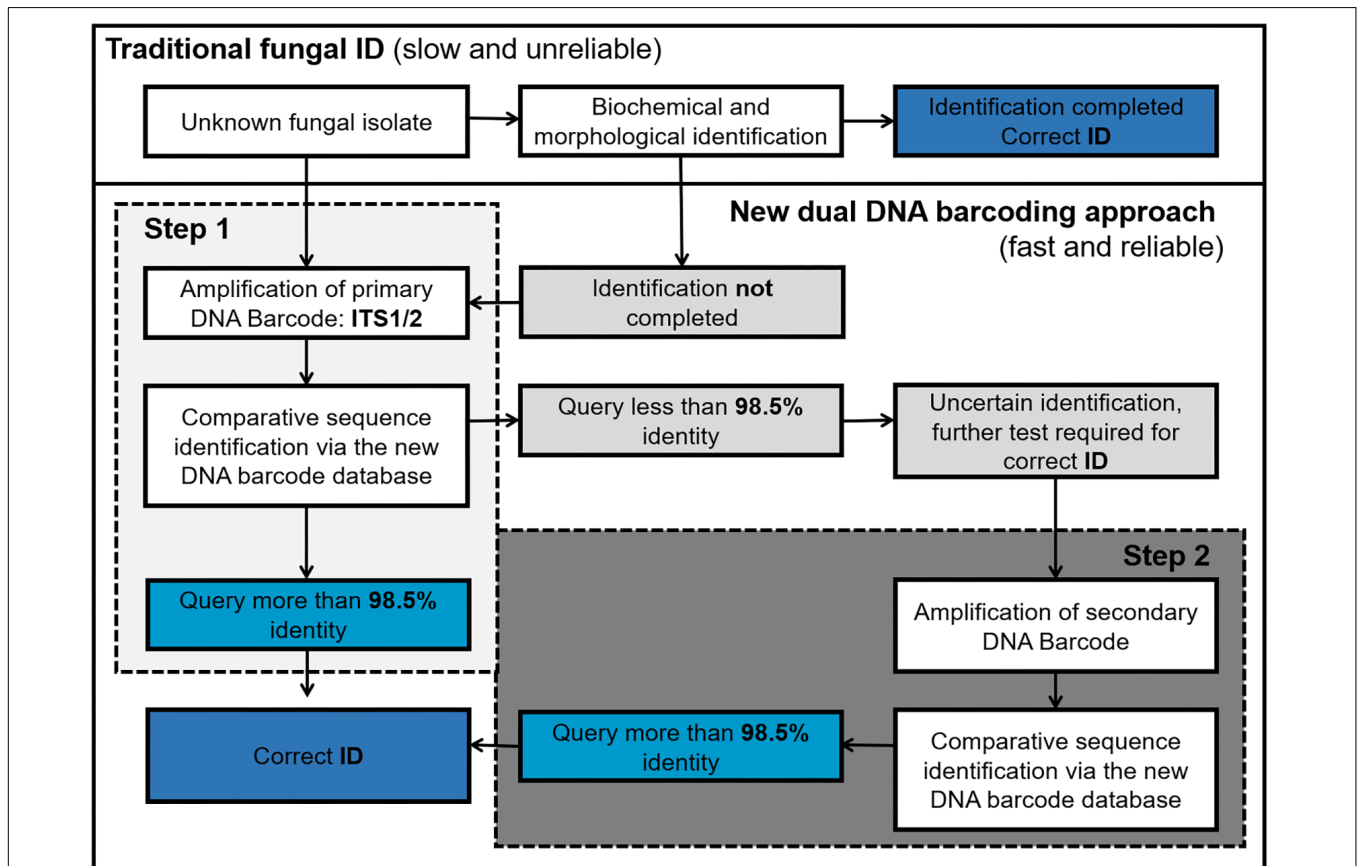 Traditional fungal ID (slow and unreliable)
Unknown fungal isolate
Biochemical and
morphological identification
Identification completed
Correct ID
New dual DNA barcoding approach
(fast and reliable)
Step 1
Amplification of primary
DNA Barcode: ITS1/2
Identification not
completed
Comparative sequence
identification via the new
DNA barcode database
Query less than 98.5%
identity
Uncertain identification,
further test required for
correct ID
Step 2
Query more than 98.5%
identity
Amplification of secondary
DNA Barcode
Correct ID
Query more than 98.5%
identity
Comparative sequence
identification via the new
DNA barcode database